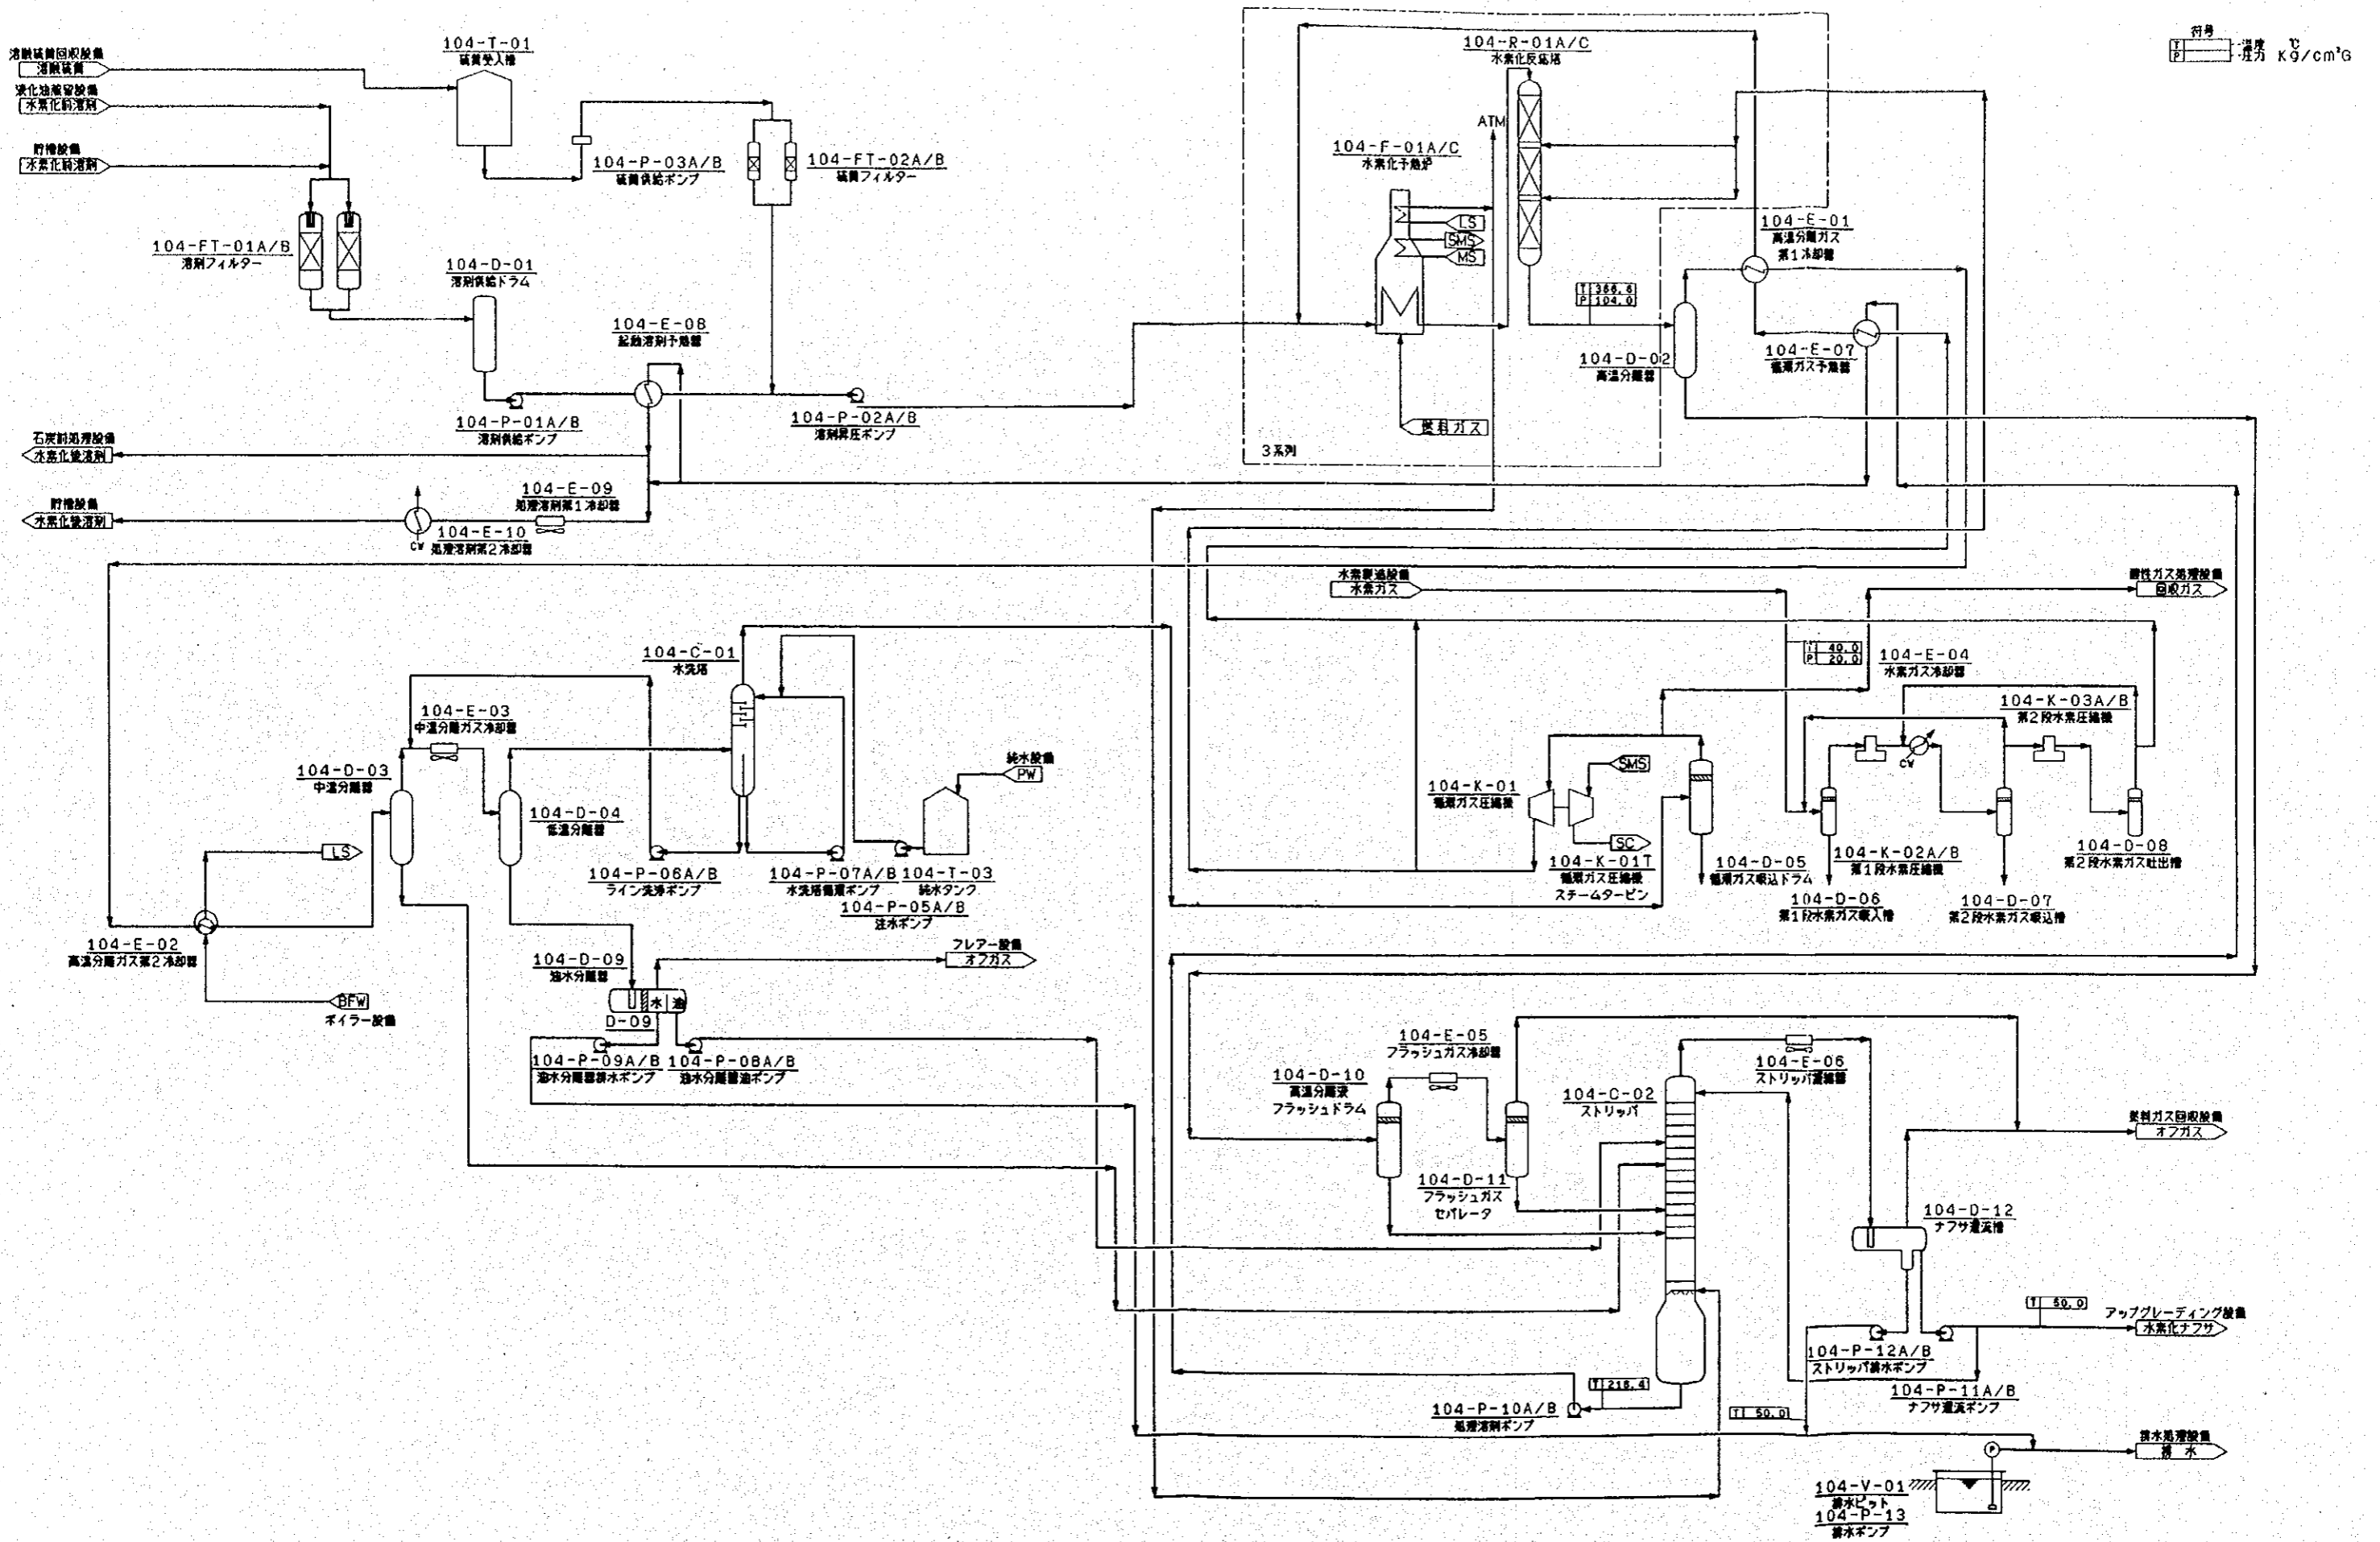 符号
T 温度 ℃
P 圧力 Kg/cm²G
溶融硫黄回収設備
溶融硫黄
液化油蒸留設備
水素化前溶剤
貯槽設備
水素化前溶剤
104-T-01
硫黄受入槽
104-P-03A/B
硫黄供給ポンプ
104-FT-02A/B
硫黄フィルター
104-FT-01A/B
溶剤フィルター
104-D-01
溶剤供給ドラム
104-E-08
起動溶剤予熱器
104-P-01A/B
溶剤供給ポンプ
104-P-02A/B
溶剤昇圧ポンプ
石炭前処理設備
水素化後溶剤
貯槽設備
水素化後溶剤
104-E-09
処理溶剤第1冷却器
104-E-10
処理溶剤第2冷却器
CW
104-R-01A/C
水素化反応塔
ATM
104-F-01A/C
水素化予熱炉
LS
SMS
MS
燃料ガス
3系列
T 366.6
P 104.0
104-D-02
高温分離器
104-E-01
高温分離ガス
第1冷却器
104-E-07
循環ガス予熱器
水素製造設備
水素ガス
酸性ガス処理設備
回収ガス
T 40.0
P 20.0
104-E-04
水素ガス冷却器
104-K-03A/B
第2段水素圧縮機
CW
104-K-01
循環ガス圧縮機
SMS
SC
104-K-01T
循環ガス圧縮機
スチームタービン
104-D-05
循環ガス吸込ドラム
104-K-02A/B
第1段水素圧縮機
104-D-06
第1段水素ガス吸入槽
104-D-07
第2段水素ガス吸込槽
104-D-08
第2段水素ガス吐出槽
104-C-01
水洗塔
104-E-03
中温分離ガス冷却器
104-D-03
中温分離器
104-D-04
低温分離器
純水設備
PW
104-P-06A/B
ライン洗浄ポンプ
104-P-07A/B
水洗塔循環ポンプ
104-T-03
純水タンク
104-P-05A/B
注水ポンプ
LS
104-E-02
高温分離ガス第2冷却器
BFW
ボイラー設備
104-D-09
油水分離器
水 油
D-09
フレアー設備
オフガス
104-P-09A/B
油水分離器排水ポンプ
104-P-08A/B
油水分離器油ポンプ
104-E-05
フラッシュガス冷却器
104-D-10
高温分離液
フラッシュドラム
104-D-11
フラッシュガス
セパレータ
104-C-02
ストリッパ
104-E-06
ストリッパ凝縮器
燃料ガス回収設備
オフガス
104-D-12
ナフサ還流槽
T 50.0
アップグレーディング設備
水素化ナフサ
104-P-12A/B
ストリッパ排水ポンプ
104-P-11A/B
ナフサ還流ポンプ
T 216.4
104-P-10A/B
処理溶剤ポンプ
T 50.0
排水処理設備
排水
P
104-V-01
排水ピット
104-P-13
排水ポンプ